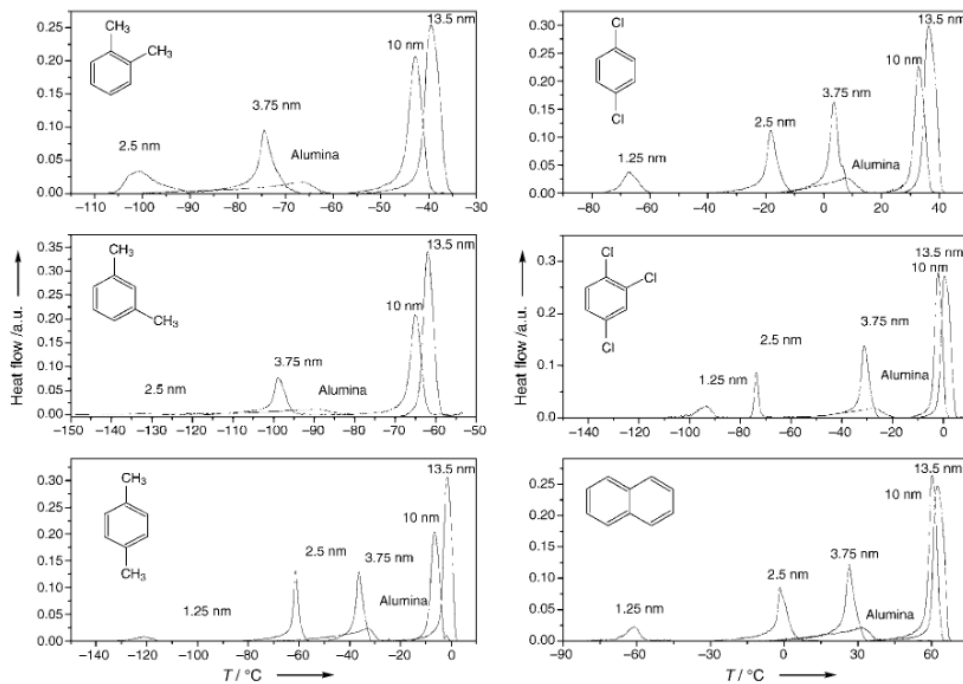 CH₃
CH₃
13.5 nm
10 nm
3.75 nm
2.5 nm
Alumina
0.25
0.20
0.15
0.10
0.05
0.00
−110 −100 −90 −80 −70 −60 −50 −40 −30
Cl
Cl
13.5 nm
10 nm
3.75 nm
2.5 nm
Alumina
1.25 nm
0.30
0.25
0.20
0.15
0.10
0.05
0.00
−80 −60 −40 −20 0 20 40
Heat flow /a.u.
CH₃
CH₃
13.5 nm
10 nm
3.75 nm
2.5 nm
Alumina
0.35
0.30
0.25
0.20
0.15
0.10
0.05
0.00
−150 −140 −130 −120 −110 −100 −90 −80 −70 −60 −50
Heat flow /a.u.
Cl
Cl
Cl
13.5 nm
10 nm
3.75 nm
2.5 nm
Alumina
1.25 nm
0.3
0.2
0.1
0.0
−140 −120 −100 −80 −60 −40 −20 0
CH₃
CH₃
13.5 nm
10 nm
2.5 nm
3.75 nm
Alumina
1.25 nm
0.30
0.25
0.20
0.15
0.10
0.05
0.00
−140 −120 −100 −80 −60 −40 −20 0
T / °C
13.5 nm
10 nm
3.75 nm
2.5 nm
Alumina
1.25 nm
0.25
0.20
0.15
0.10
0.05
0.00
−60 −30 0 30 60
T / °C